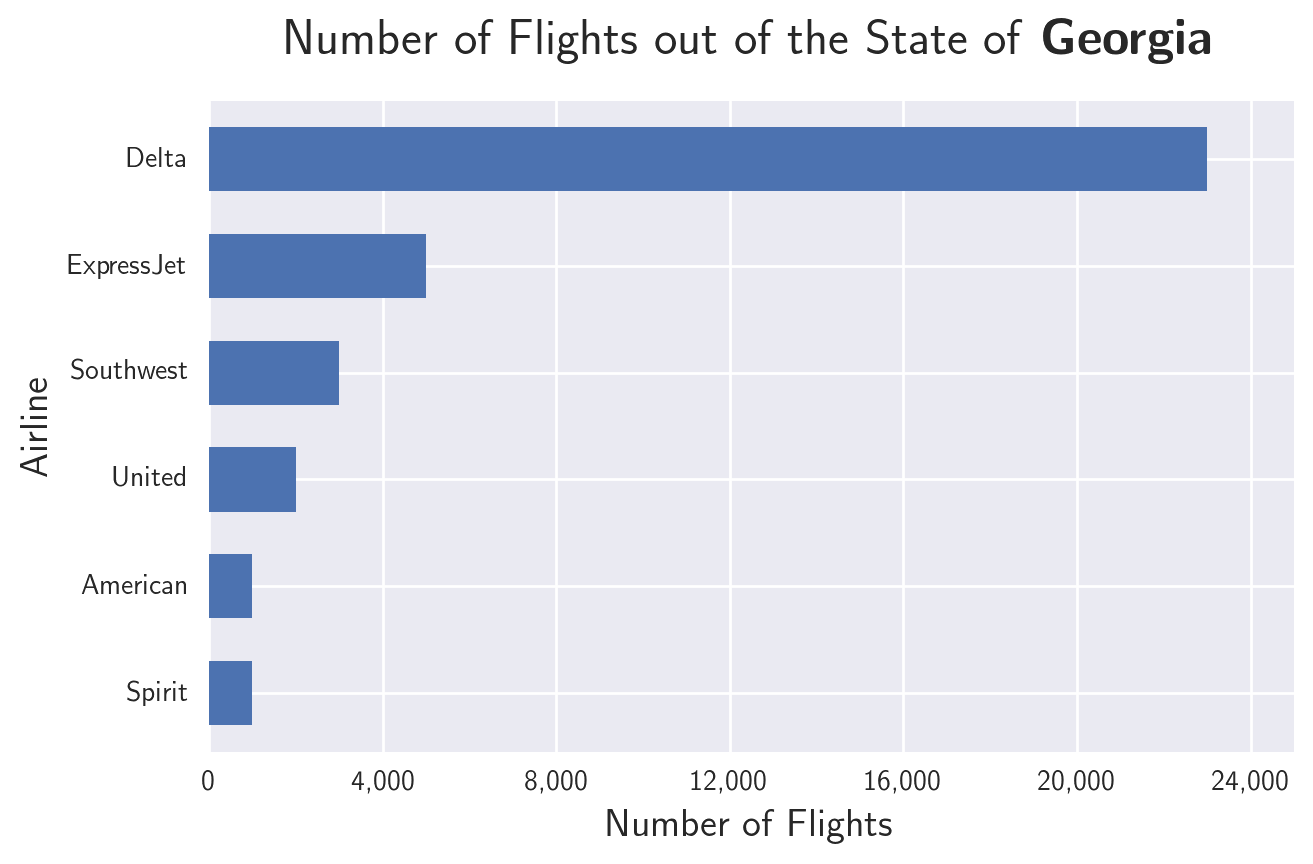 Number of Flights out of the State of Georgia
Airline
Delta
ExpressJet
Southwest
United
American
Spirit
0 4,000 8,000 12,000 16,000 20,000 24,000
Number of Flights